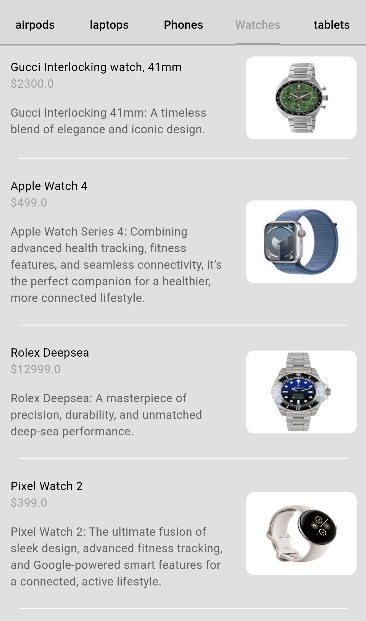 airpods laptops Phones Watches tablets
Gucci Interlocking watch, 41mm
$2300.0
Gucci Interlocking 41mm: A timeless
blend of elegance and iconic design.
Apple Watch 4
$499.0
Apple Watch Series 4: Combining
advanced health tracking, fitness
features, and seamless connectivity, it's
the perfect companion for a healthier,
more connected lifestyle.
Rolex Deepsea
$12999.0
Rolex Deepsea: A masterpiece of
precision, durability, and unmatched
deep-sea performance.
Pixel Watch 2
$399.0
Pixel Watch 2: The ultimate fusion of
sleek design, advanced fitness tracking,
and Google-powered smart features for
a connected, active lifestyle.